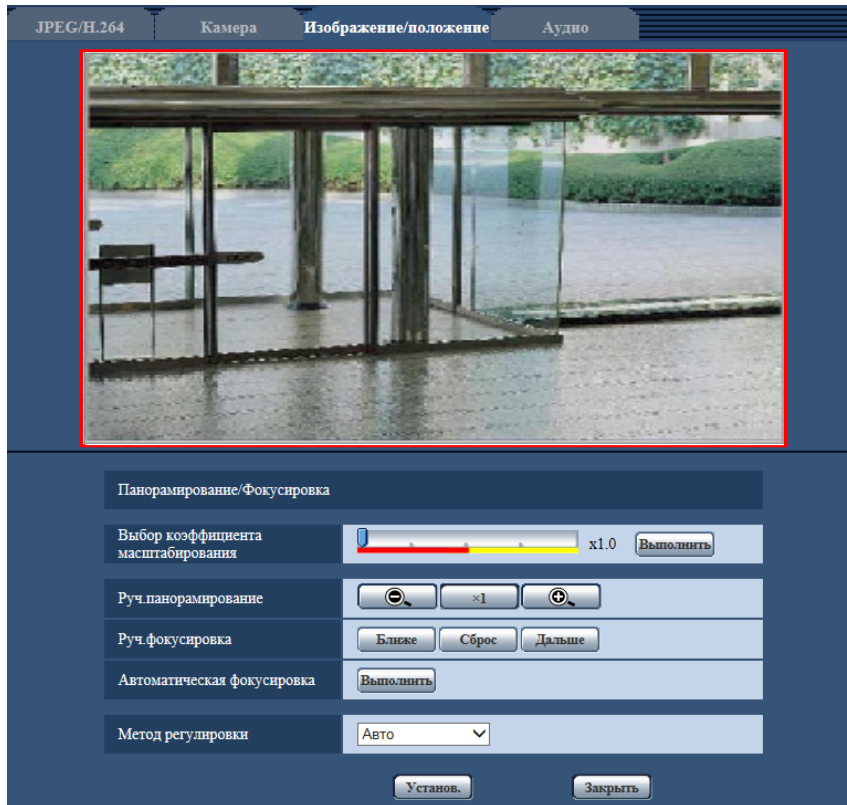 JPEG/H.264 Камера Изображение/положение Аудио
Панорамирование/Фокусировка
Выбор коэффициента
масштабирования
x1.0 Выполнить
Руч.панорамирование ×1
Руч.фокусировка Ближе Сброс Дальше
Автоматическая фокусировка Выполнить
Метод регулировки Авто
Установ. Закрыть